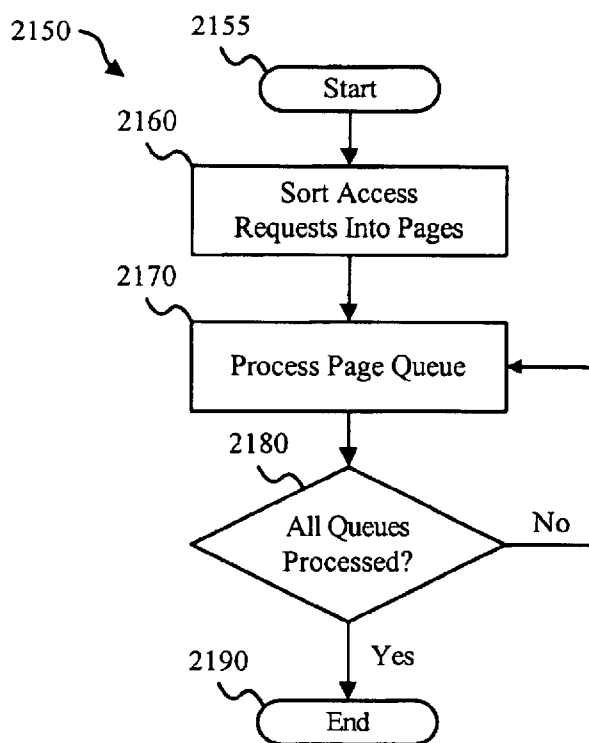 2150
2155
Start
2160
Sort Access
Requests Into Pages
2170
Process Page Queue
2180
All Queues
Processed?
No
Yes
2190
End